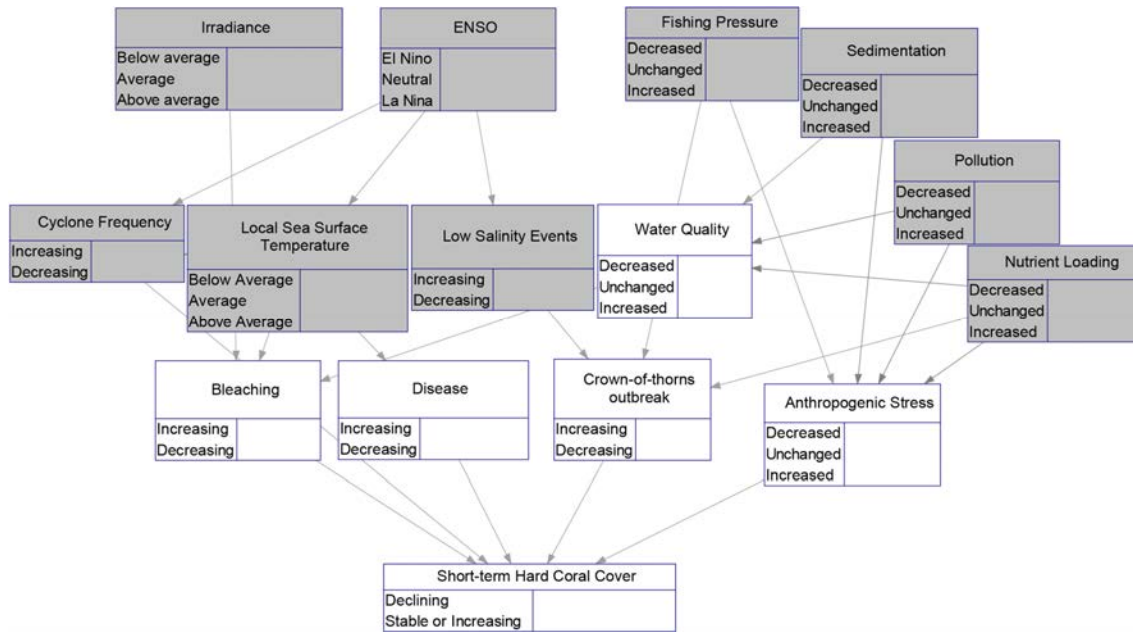 Irradiance
Below average
Average
Above average
ENSO
El Nino
Neutral
La Nina
Fishing Pressure
Decreased
Unchanged
Increased
Sedimentation
Decreased
Unchanged
Increased
Pollution
Decreased
Unchanged
Increased
Cyclone Frequency
Increasing
Decreasing
Local Sea Surface
Temperature
Below Average
Average
Above Average
Low Salinity Events
Increasing
Decreasing
Water Quality
Decreased
Unchanged
Increased
Nutrient Loading
Decreased
Unchanged
Increased
Bleaching
Increasing
Decreasing
Disease
Increasing
Decreasing
Crown-of-thorns
outbreak
Increasing
Decreasing
Anthropogenic Stress
Decreased
Unchanged
Increased
Short-term Hard Coral Cover
Declining
Stable or Increasing